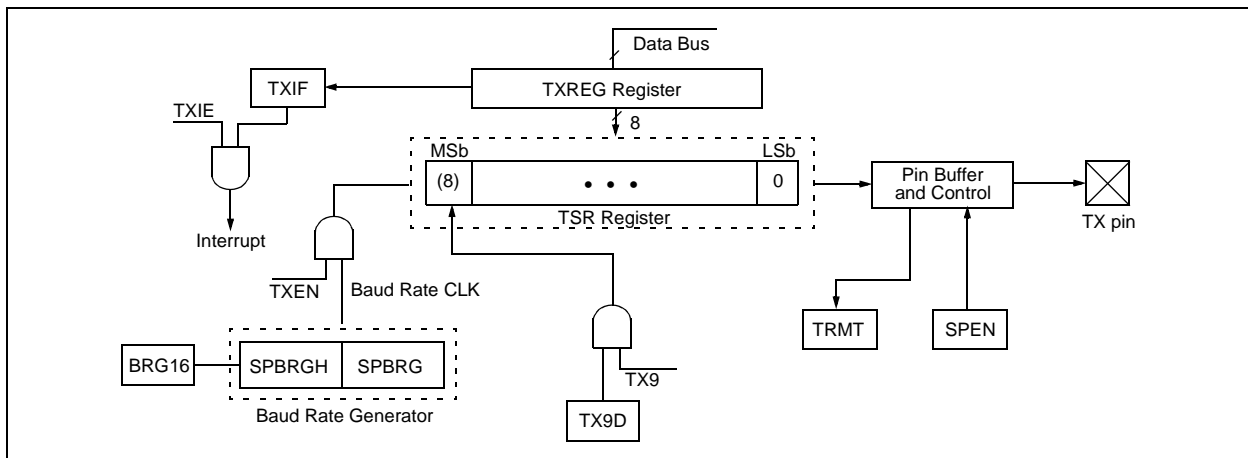 Data Bus
TXIF
TXREG Register
TXIE
8
MSb
LSb
(8)
• • •
0
Pin Buffer
and Control
TSR Register
TX pin
Interrupt
TXEN
Baud Rate CLK
TRMT
SPEN
BRG16
SPBRGH
SPBRG
TX9
Baud Rate Generator
TX9D